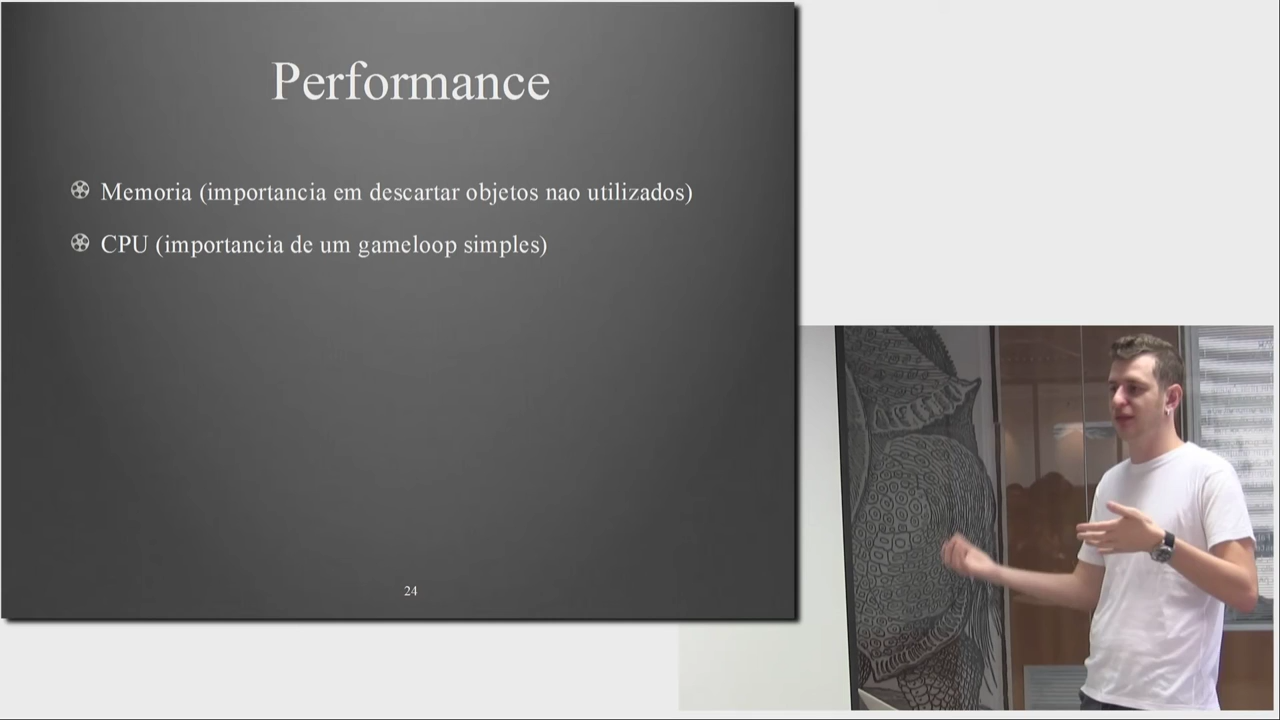 Performance
Memoria (importancia em descartar objetos nao utilizados)
CPU (importancia de um gameloop simples)
24